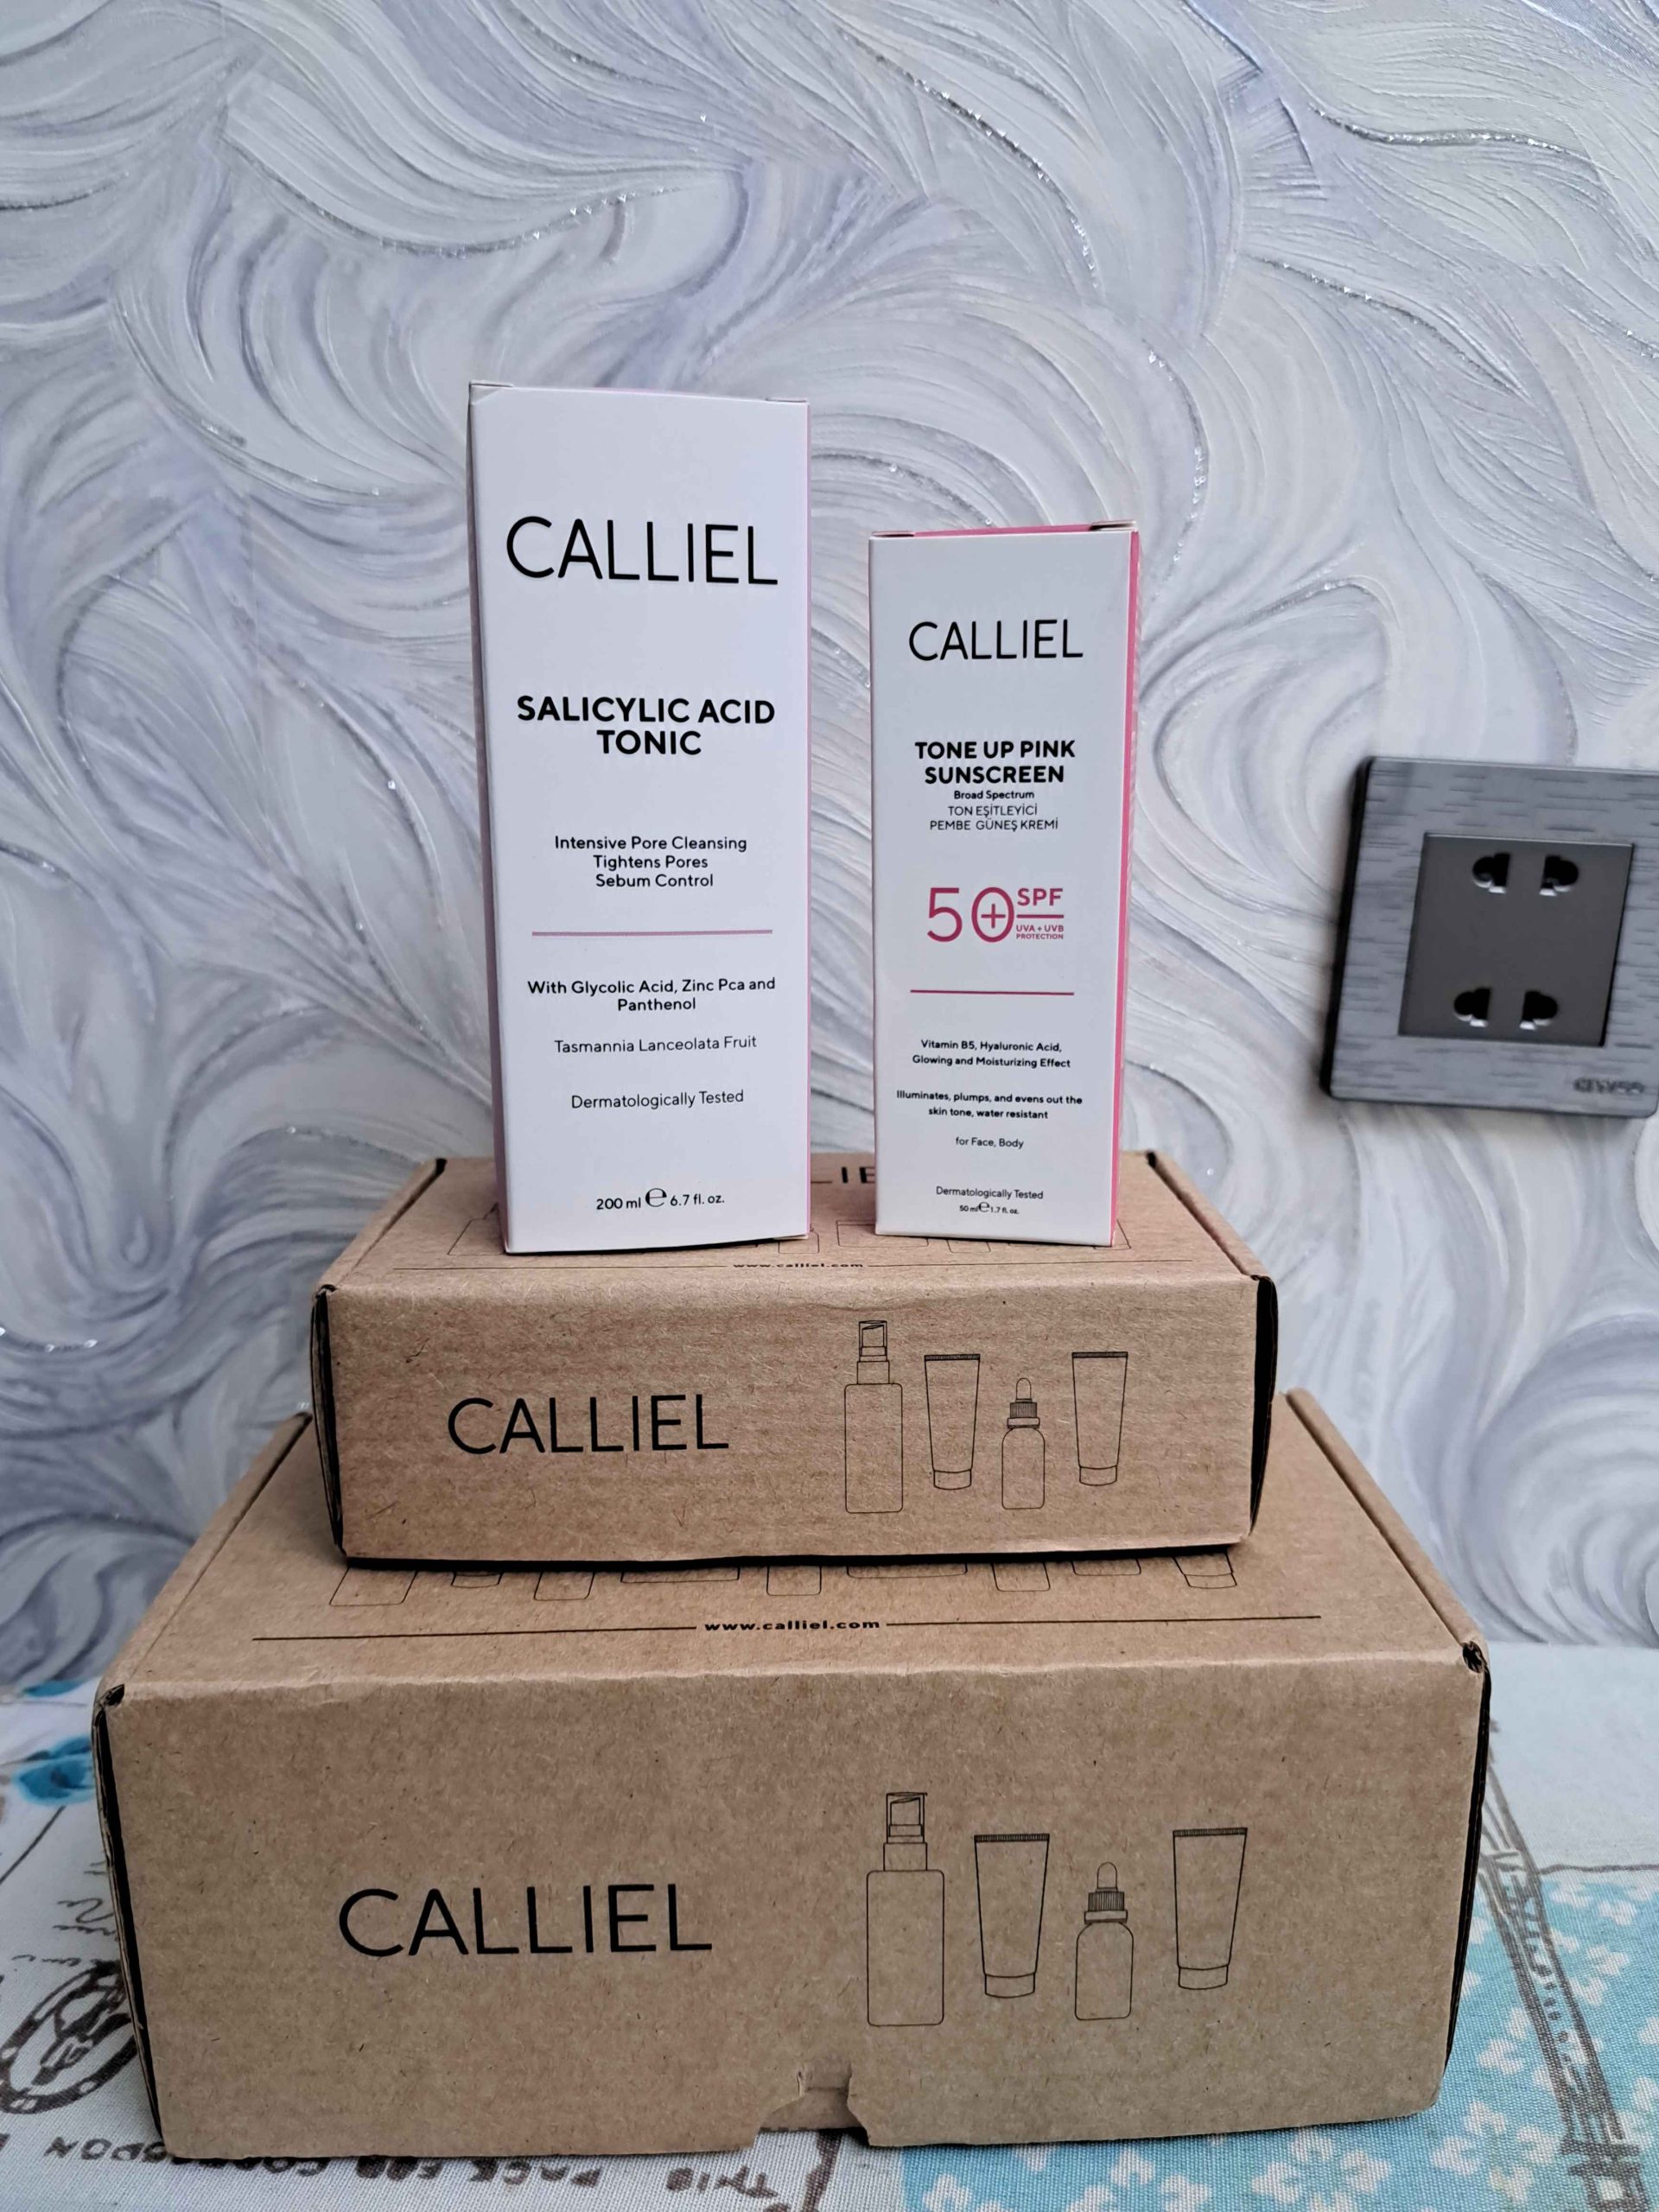 CALLIEL
SALICYLIC ACID
TONIC
Intensive Pore Cleansing
Tightens Pores
Sebum Control
With Glycolic Acid, Zinc Pca and
Panthenol
Tasmannia Lanceolata Fruit
Dermatologically Tested
200 ml e 6.7 fl. oz.
CALLIEL
TONE UP PINK
SUNSCREEN
Broad Spectrum
TON EŞİTLEYİCİ
PEMBE GÜNEŞ KREMİ
50+ SPF
UVA + UVB
PROTECTION
Vitamin B5, Hyaluronic Acid,
Glowing and Moisturizing Effect
Illuminates, plumps, and evens out the
skin tone, water resistant
for Face, Body
Dermatologically Tested
50 ml e 1.7 fl. oz.
www.calliel.com
CALLIEL
www.calliel.com
CALLIEL
THIS
PAGE FOR